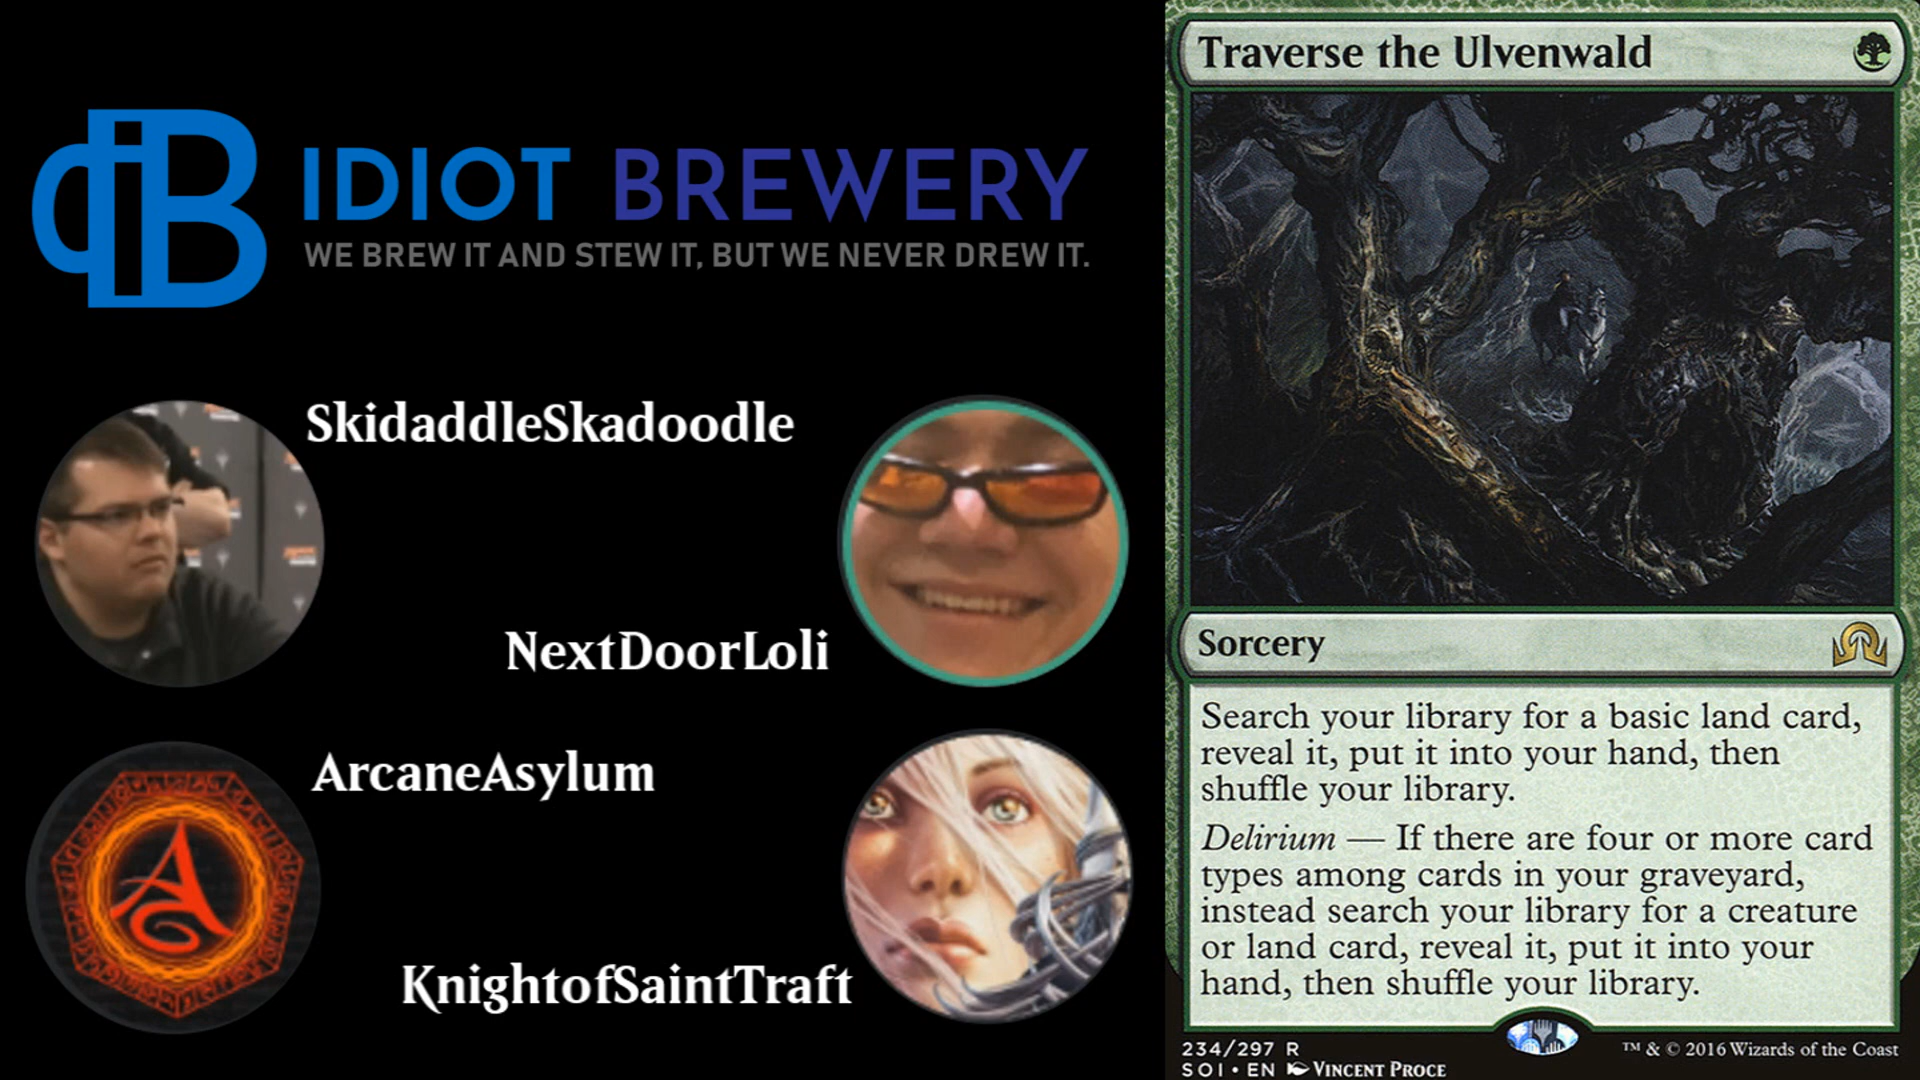 iB
IDIOT BREWERY
WE BREW IT AND STEW IT, BUT WE NEVER DREW IT.
SkidaddleSkadoodle
NextDoorLoli
ArcaneAsylum
KnightofSaintTraft
Traverse the Ulvenwald
Sorcery
Search your library for a basic land card,
reveal it, put it into your hand, then
shuffle your library.
Delirium — If there are four or more card
types among cards in your graveyard,
instead search your library for a creature
or land card, reveal it, put it into your
hand, then shuffle your library.
234/297 R
SOI • EN VINCENT PROCE
™ & © 2016 Wizards of the Coast